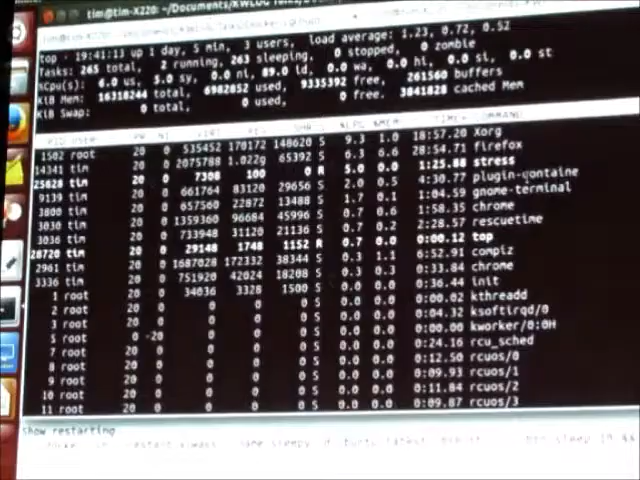 tim@tim-X220: ~/Documents/KWLUG
top - 19:41:13 up 1 day, 5 min, 3 users, load average: 1.23, 0.72, 0.52
Tasks: 265 total, 2 running, 263 sleeping, 0 stopped, 0 zombie
%Cpu(s): 6.0 us, 5.0 sy, 0.0 ni, 89.0 id, 0.0 wa, 0.0 hi, 0.0 si, 0.0 st
KiB Mem: 16318244 total, 6982852 used, 9335392 free, 261560 buffers
KiB Swap: 0 total, 0 used, 0 free, 3841828 cached Mem
PID USER PR NI VIRT RES SHR S %CPU %MEM TIME+ COMMAND
1502 root 20 0 535452 170172 148620 S 9.3 1.0 18:57.20 Xorg
14341 tim 20 0 2075788 1.022g 65392 S 6.3 6.6 28:54.71 firefox
25828 tim 20 0 7308 100 0 R 5.0 0.0 1:25.88 stress
9139 tim 20 0 661764 83120 29656 S 2.0 0.5 4:30.77 plugin-containe
3800 tim 20 0 657560 22872 13488 S 1.7 0.1 1:04.59 gnome-terminal
3030 tim 20 0 1359360 96684 45996 S 0.7 0.6 1:58.35 chrome
3036 tim 20 0 733948 31120 21136 S 0.7 0.2 2:28.57 rescuetime
28720 tim 20 0 29148 1748 1152 R 0.7 0.0 0:00.12 top
2961 tim 20 0 1687028 172332 38344 S 0.3 1.1 6:52.91 compiz
3336 tim 20 0 751920 42024 18208 S 0.3 0.3 0:33.84 chrome
1 root 20 0 34036 3328 1500 S 0.0 0.0 0:36.44 init
2 root 20 0 0 0 0 S 0.0 0.0 0:00.02 kthreadd
3 root 20 0 0 0 0 S 0.0 0.0 0:04.32 ksoftirqd/0
5 root 0 -20 0 0 0 S 0.0 0.0 0:00.00 kworker/0:0H
7 root 20 0 0 0 0 S 0.0 0.0 0:24.16 rcu_sched
8 root 20 0 0 0 0 S 0.0 0.0 0:12.50 rcuos/0
9 root 20 0 0 0 0 S 0.0 0.0 0:09.93 rcuos/1
10 root 20 0 0 0 0 S 0.0 0.0 0:11.84 rcuos/2
11 root 20 0 0 0 0 S 0.0 0.0 0:09.87 rcuos/3
show restarting